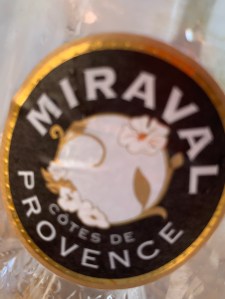 MIRAVAL
CÔTES DE
PROVENCE